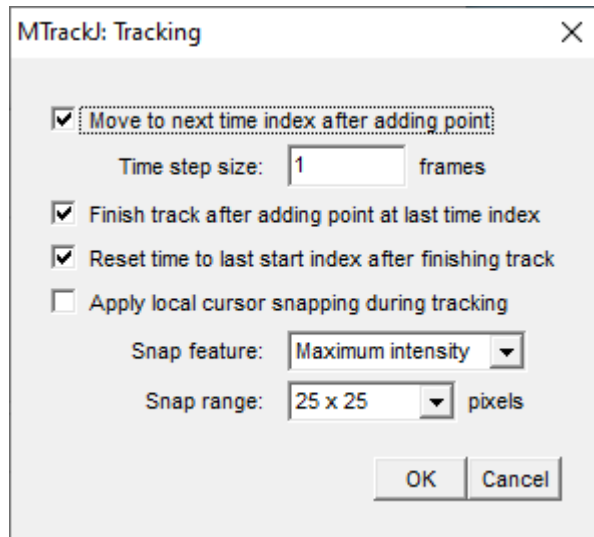 MTrackJ: Tracking
Move to next time index after adding point
Time step size: 1 frames
Finish track after adding point at last time index
Reset time to last start index after finishing track
Apply local cursor snapping during tracking
Snap feature: Maximum intensity
Snap range: 25 x 25 pixels
OK Cancel